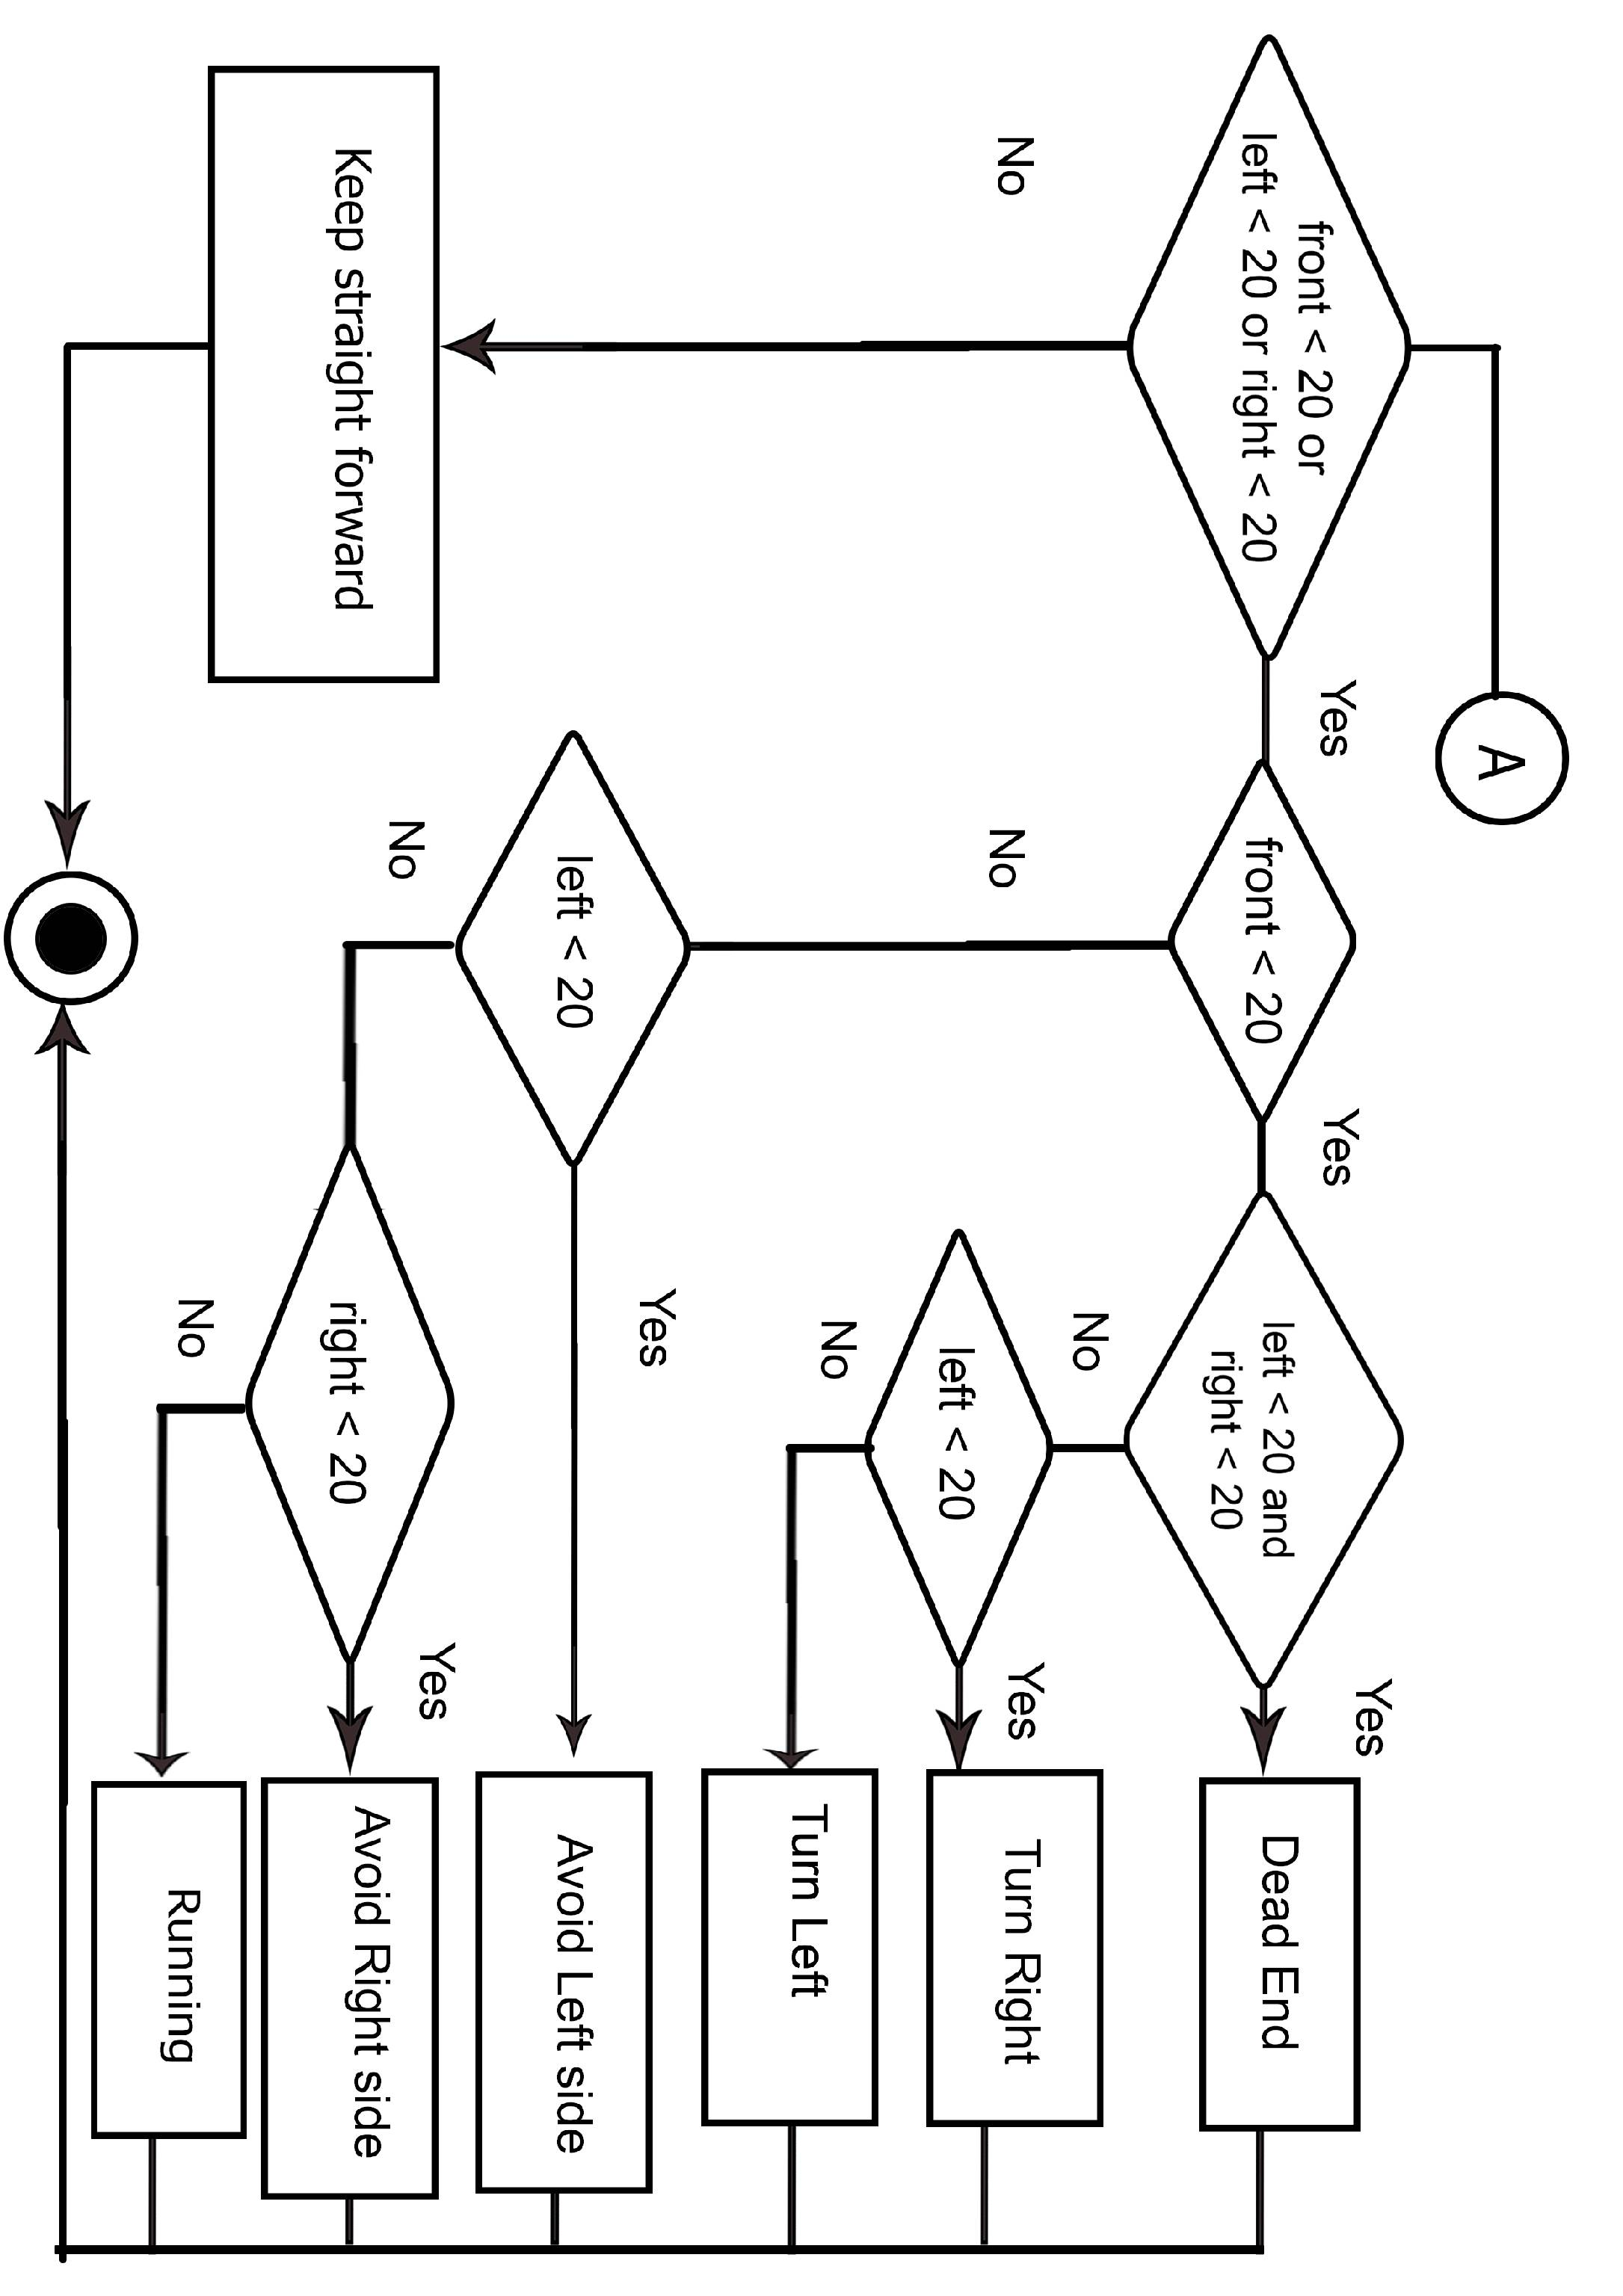 A
front < 20 or
left < 20 or right < 20
Yes
front < 20
Yes
left < 20 and
right < 20
Yes
Dead End
No
No
No
left < 20
Yes
Turn Right
No
Turn Left
left < 20
Yes
Avoid Left side
No
right < 20
Yes
Avoid Right side
No
Running
Keep straight forward